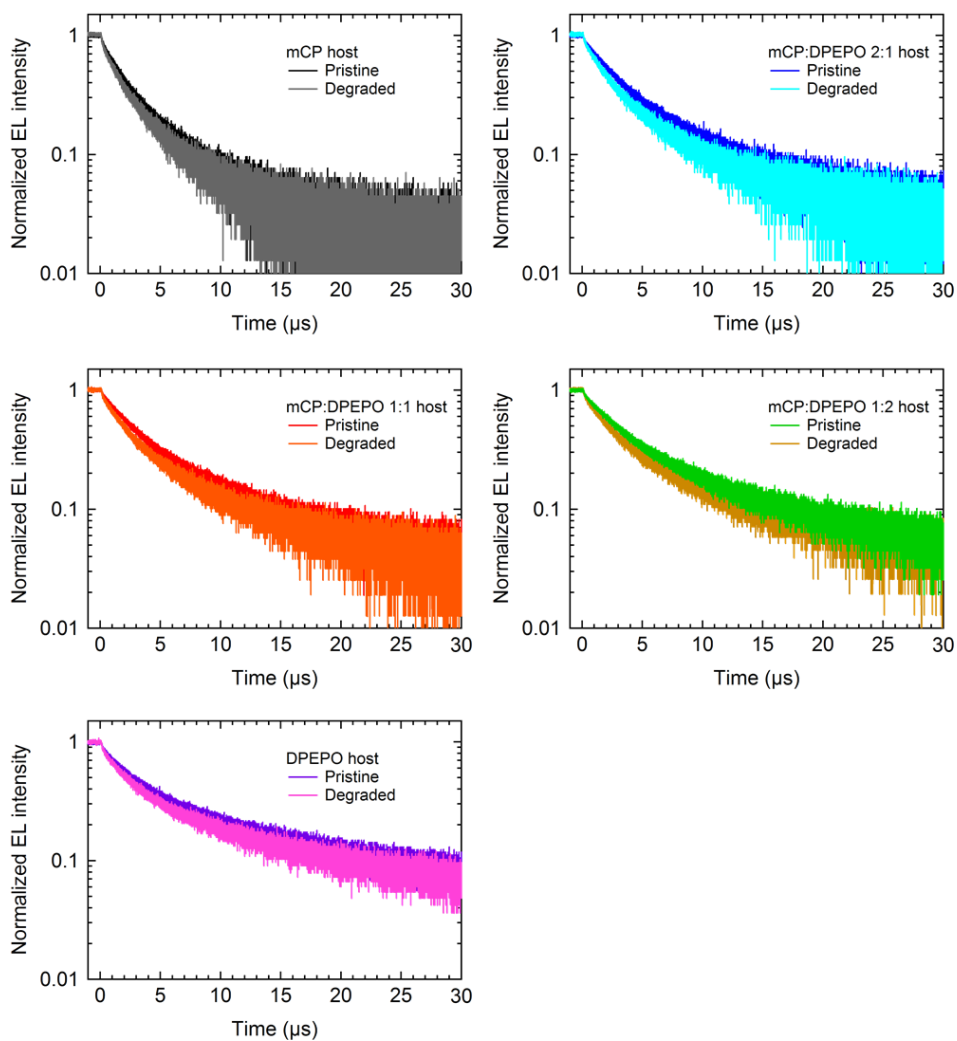 Normalized EL intensity
1
0.1
0.01
mCP host
Pristine
Degraded
0 5 10 15 20 25 30
Time (μs)
Normalized EL intensity
1
0.1
0.01
mCP:DPEPO 2:1 host
Pristine
Degraded
0 5 10 15 20 25 30
Time (μs)
Normalized EL intensity
1
0.1
0.01
mCP:DPEPO 1:1 host
Pristine
Degraded
0 5 10 15 20 25 30
Time (μs)
Normalized EL intensity
1
0.1
0.01
mCP:DPEPO 1:2 host
Pristine
Degraded
0 5 10 15 20 25 30
Time (μs)
Normalized EL intensity
1
0.1
0.01
DPEPO host
Pristine
Degraded
0 5 10 15 20 25 30
Time (μs)